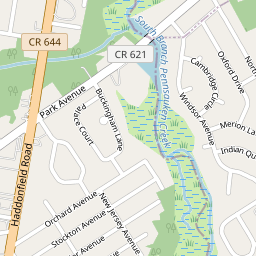 CR 644
CR 621
South Branch Pennsauken Creek
Oxford Drive
Cambridge Circle
Windsor Avenue
Park Avenue
Buckingham Lane
Palace Court
Merion La
Indian Qu
Haddonfield Road
Orchard Avenue
New Jersey Avenue
Stockton Avenue